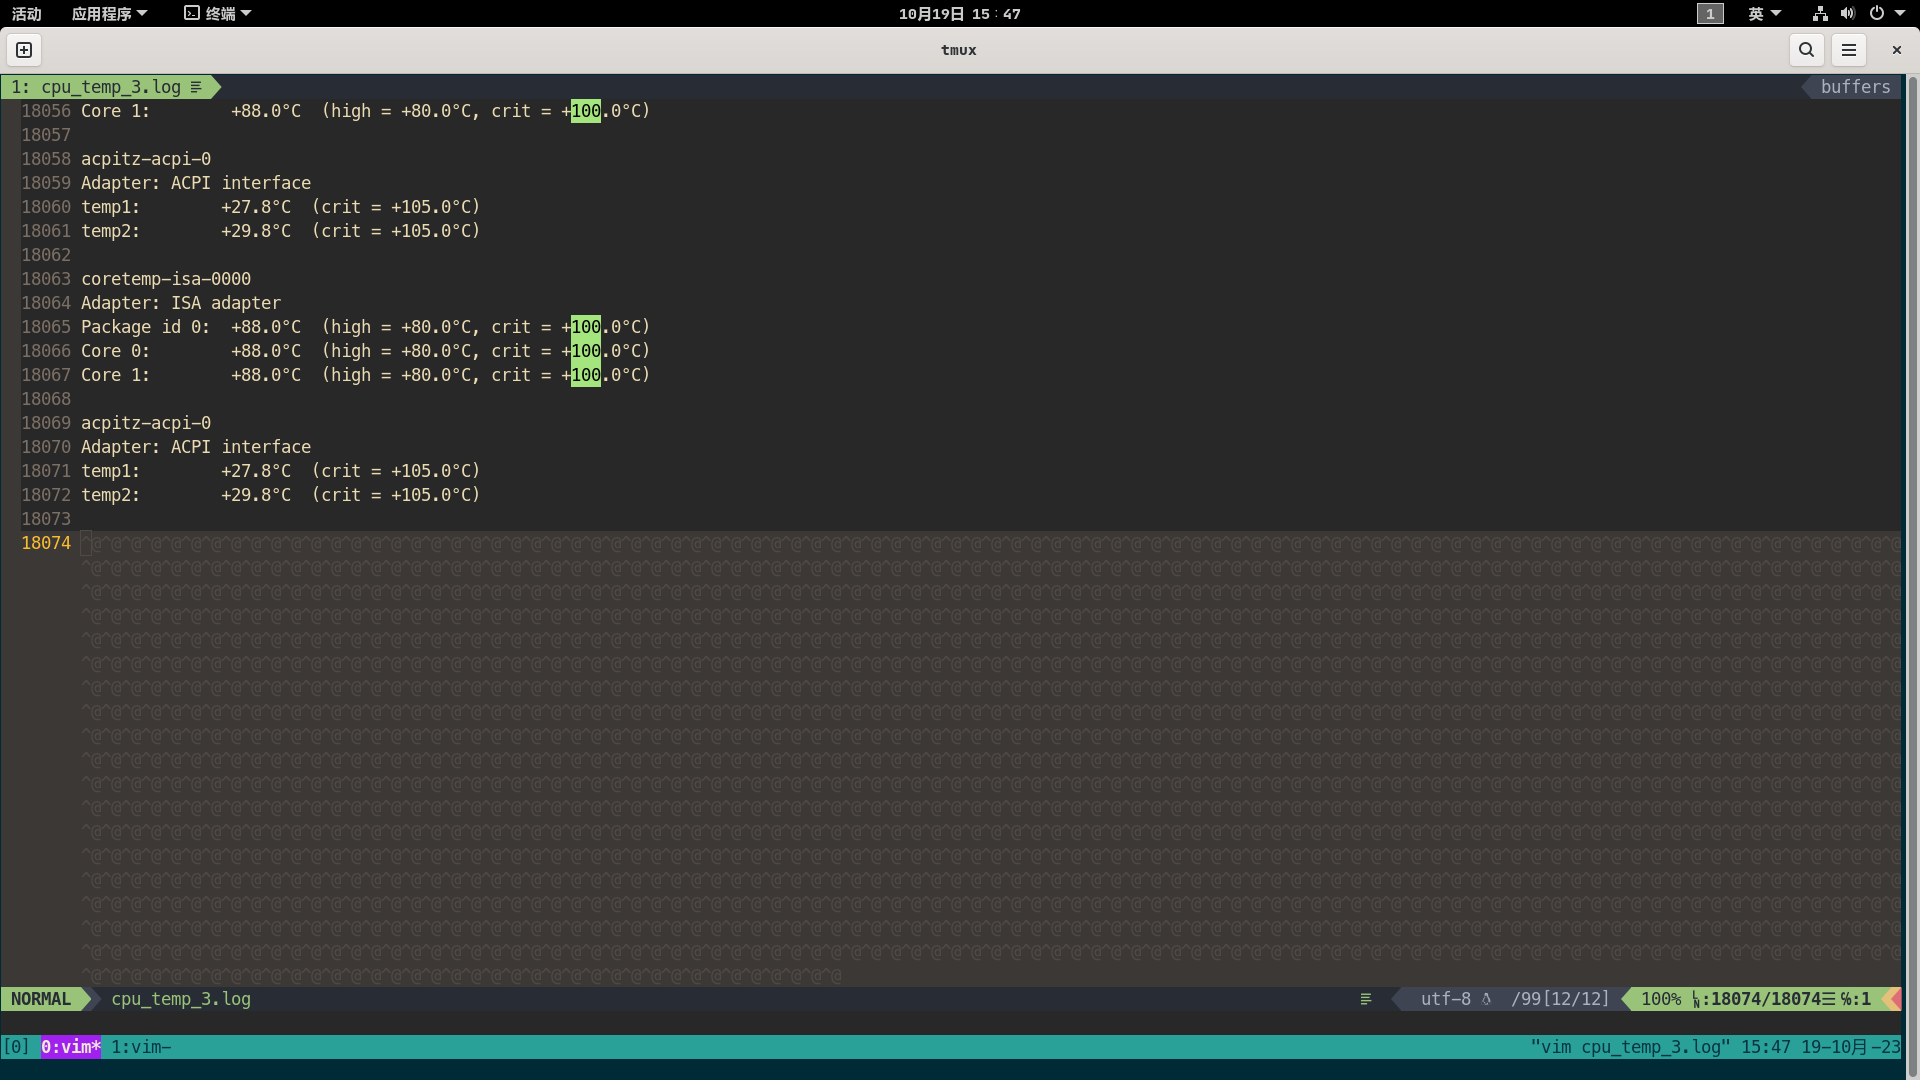 活动 应用程序 终端 10月19日 15:47 1 英
tmux
1: cpu_temp_3.log buffers
18056 Core 1:        +88.0°C  (high = +80.0°C, crit = +100.0°C)
18057
18058 acpitz-acpi-0
18059 Adapter: ACPI interface
18060 temp1:        +27.8°C  (crit = +105.0°C)
18061 temp2:        +29.8°C  (crit = +105.0°C)
18062
18063 coretemp-isa-0000
18064 Adapter: ISA adapter
18065 Package id 0:  +88.0°C  (high = +80.0°C, crit = +100.0°C)
18066 Core 0:        +88.0°C  (high = +80.0°C, crit = +100.0°C)
18067 Core 1:        +88.0°C  (high = +80.0°C, crit = +100.0°C)
18068
18069 acpitz-acpi-0
18070 Adapter: ACPI interface
18071 temp1:        +27.8°C  (crit = +105.0°C)
18072 temp2:        +29.8°C  (crit = +105.0°C)
18073
18074
NORMAL cpu_temp_3.log utf-8 /99[12/12] 100% :18074/18074☰ ℅:1
[0] 0:vim* 1:vim- "vim cpu_temp_3.log" 15:47 19-10月-23